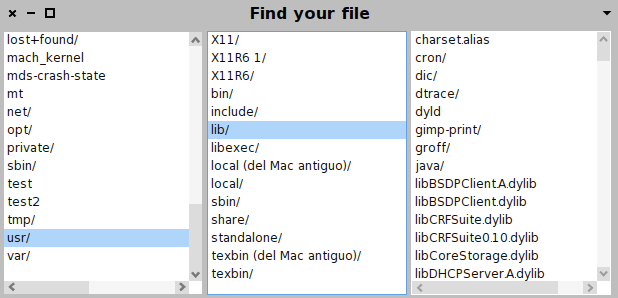 Find your file
lost+found/
mach_kernel
mds-crash-state
mt
net/
opt/
private/
sbin/
test
test2
tmp/
usr/
var/
X11/
X11R6 1/
X11R6/
bin/
include/
lib/
libexec/
local (del Mac antiguo)/
local/
sbin/
share/
standalone/
texbin (del Mac antiguo)/
texbin/
charset.alias
cron/
dic/
dtrace/
dyld
gimp-print/
groff/
java/
libBSDPClient.A.dylib
libBSDPClient.dylib
libCRFSuite.dylib
libCRFSuite0.10.dylib
libCoreStorage.dylib
libDHCPServer.A.dylib